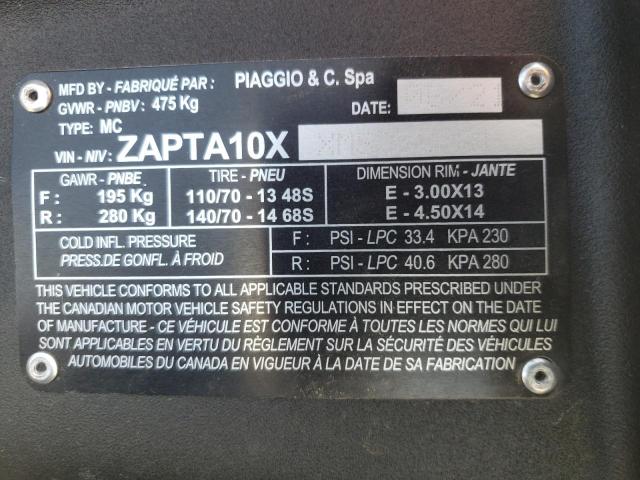 MFD BY - FABRIQUÉ PAR : PIAGGIO & C. Spa
GVWR - PNBV : 475 Kg
DATE:
TYPE: MC
VIN - NIV: ZAPTA10X
GAWR - PNBE TIRE - PNEU DIMENSION RIM - JANTE
F : 195 Kg 110/70 - 13 48S E - 3.00X13
R : 280 Kg 140/70 - 14 68S E - 4.50X14
COLD INFL. PRESSURE F : PSI - LPC 33.4 KPA 230
PRESS.DE GONFL. À FROID R : PSI - LPC 40.6 KPA 280
THIS VEHICLE CONFORMS TO ALL APPLICABLE STANDARDS PRESCRIBED UNDER
THE CANADIAN MOTOR VEHICLE SAFETY REGULATIONS IN EFFECT ON THE DATE
OF MANUFACTURE - CE VÉHICULE EST CONFORME À TOUTES LES NORMES QUI LUI
SONT APPLICABLES EN VERTU DU RÈGLEMENT SUR LA SÉCURITÉ DES VÉHICLES
AUTOMOBILES DU CANADA EN VIGUEUR À LA DATE DE SA FABRICATION